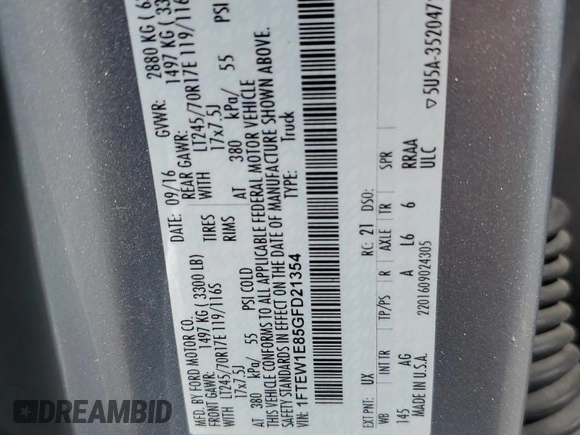 MFD. BY FORD MOTOR CO.
DATE: 09/16 GVWR: 2880 KG
FRONT GAWR: 1497 KG ( 3300 LB)
REAR GAWR: 1497 KG
LT245/70R17E 119/116S TIRES WITH LT245/70R17E 119/116
17x7.5J RIMS 17x7.5J
AT 380 kPa/ 55 PSI COLD AT 380 kPa/ 55 PSI
THIS VEHICLE CONFORMS TO ALL APPLICABLE FEDERAL MOTOR VEHICLE
SAFETY STANDARDS IN EFFECT ON THE DATE OF MANUFACTURE SHOWN ABOVE.
VIN: 1FTEW1E85GFD21354 TYPE: Truck
EXT PNT: UX RC: 21 DSO:
WB INTTR TP/PS R AXLE TR SPR
145 AG A L6 6 RRAAA
MADE IN U.S.A. 2201609024305 ULC
5U5A-352047
DREAMBID